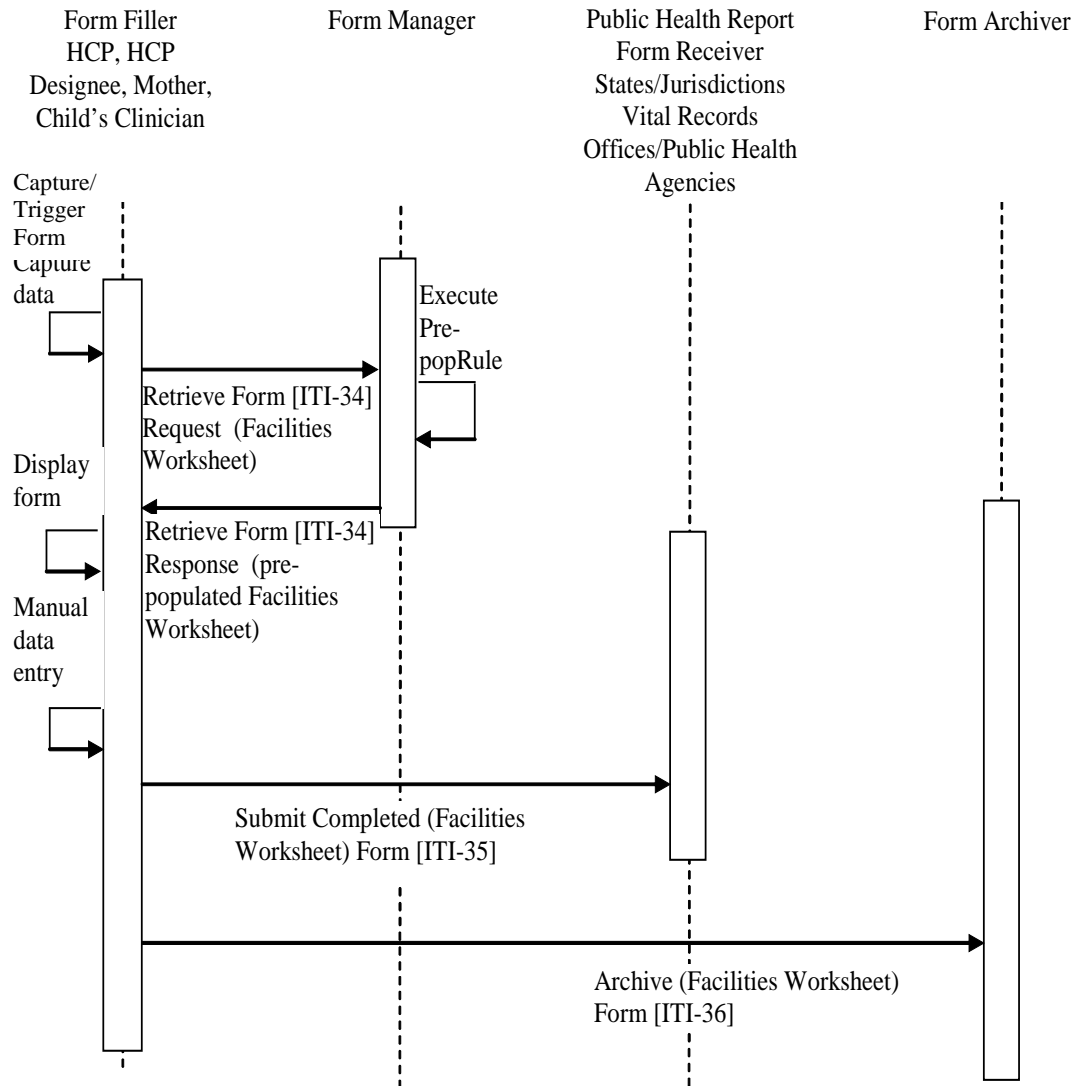 Form Filler
HCP, HCP
Designee, Mother,
Child's Clinician
Form Manager
Public Health Report
Form Receiver
States/Jurisdictions
Vital Records
Offices/Public Health
Agencies
Form Archiver
Capture/
Trigger
Form
Capture
data
Execute
Pre-
popRule
Retrieve Form [ITI-34]
Request (Facilities
Worksheet)
Display
form
Retrieve Form [ITI-34]
Response (pre-
populated Facilities
Worksheet)
Manual
data
entry
Submit Completed (Facilities
Worksheet) Form [ITI-35]
Archive (Facilities Worksheet)
Form [ITI-36]